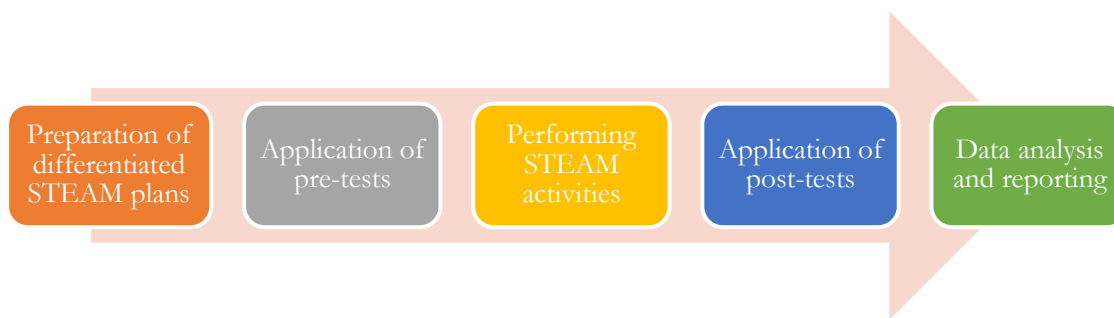 Preparation of
differentiated
STEAM plans
Application of
pre-tests
Performing
STEAM
activities
Application of
post-tests
Data analysis
and reporting